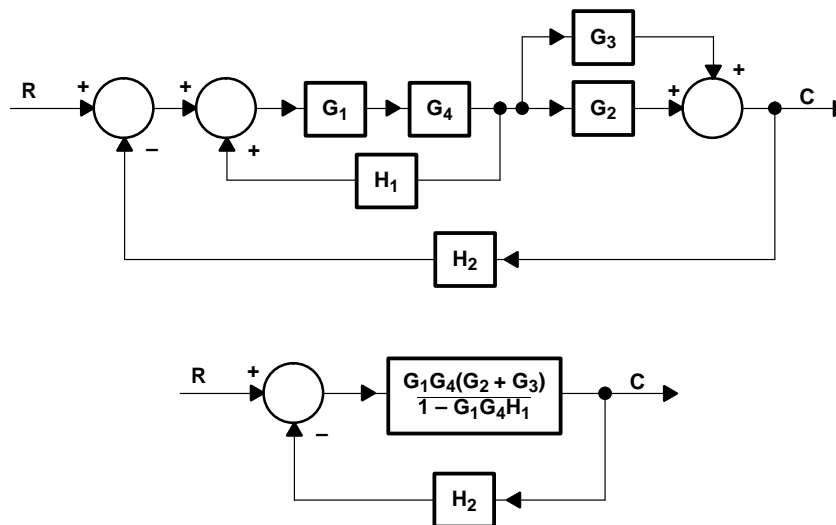 G₃
R + + + + C
G₁ G₄ G₂
– +
H₁
H₂
R + G₁G₄(G₂ + G₃) C
1 – G₁G₄H₁
–
H₂